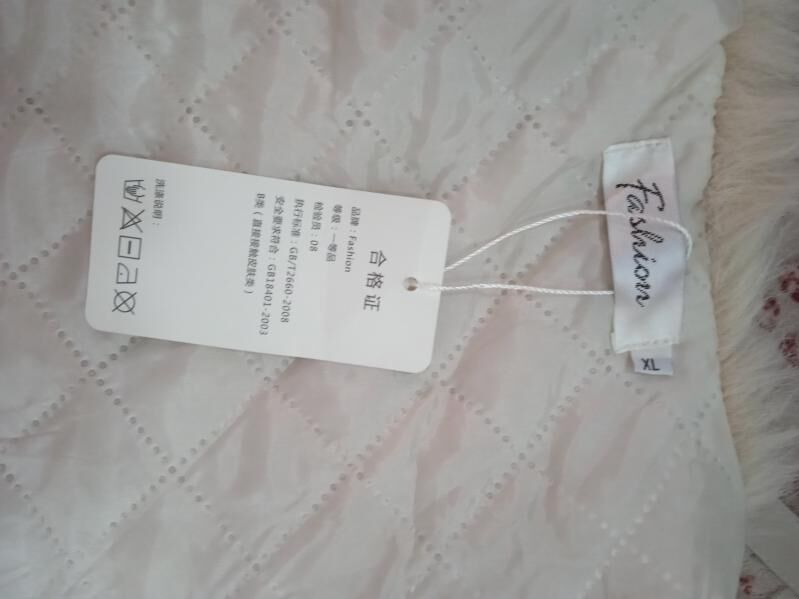 合格证
品牌：Fashion
等级：一等品
检验员：08
执行标准：GB/T2660-2008
安全要求符合：GB18401-2003
B类（直接接触皮肤类）
洗涤说明：
Fashion
XL